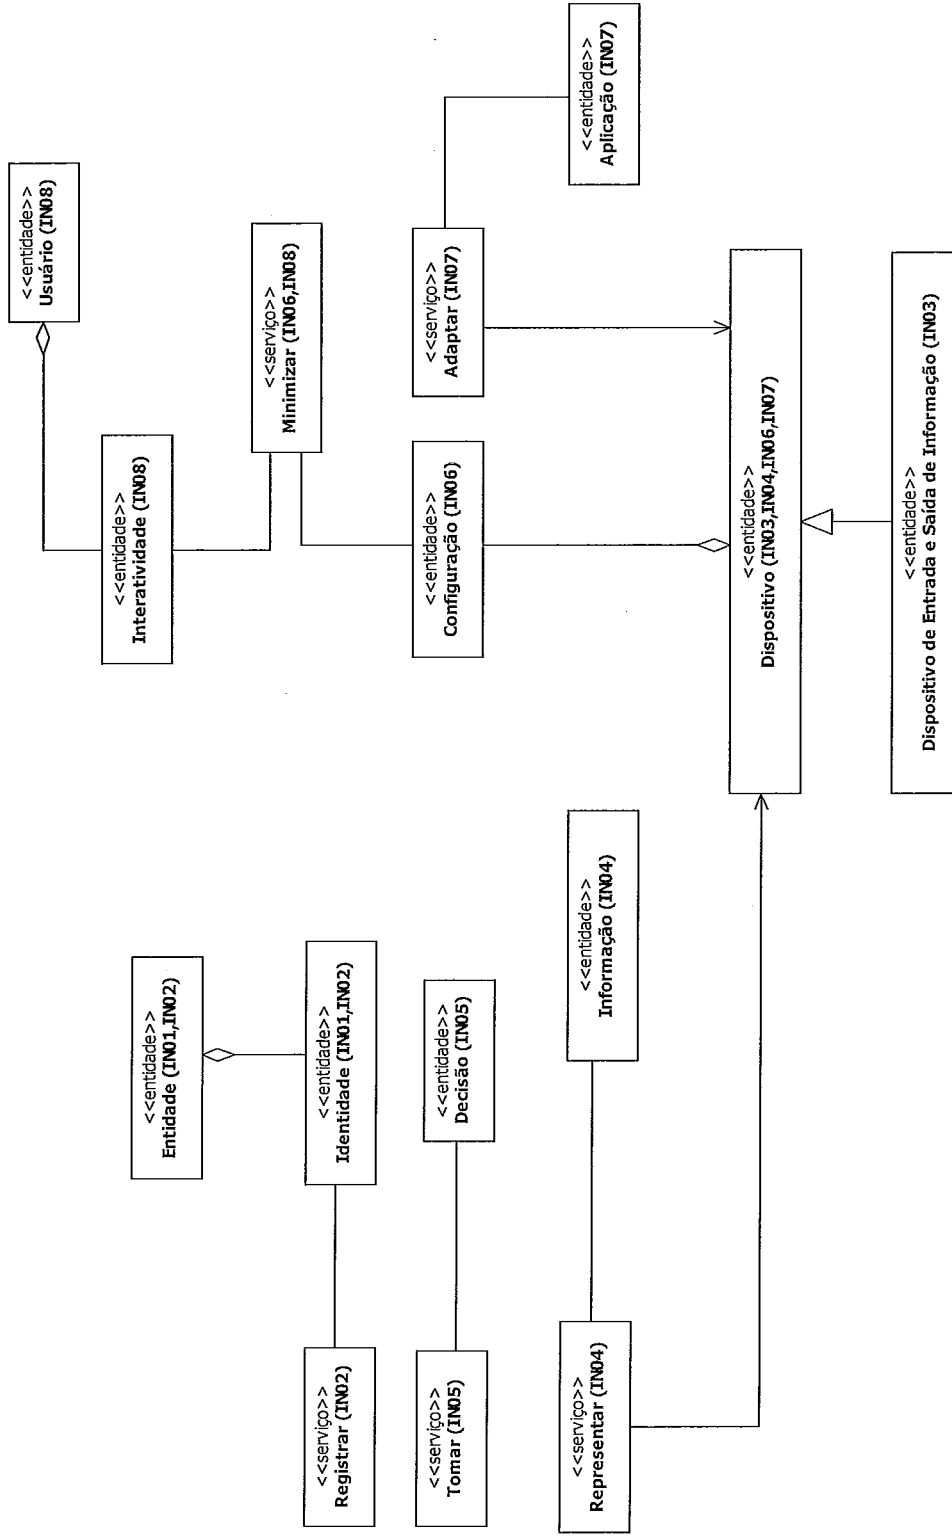 <<entidade>>
Usuário (IN08)
<<entidade>>
Interatividade (IN08)
<<serviço>>
Minimizar (IN06,IN08)
<<entidade>>
Entidade (IN01,IN02)
<<entidade>>
Identidade (IN01,IN02)
<<serviço>>
Registrar (IN02)
<<serviço>>
Tomar (IN05)
<<entidade>>
Decisão (IN05)
<<entidade>>
Configuração (IN06)
<<serviço>>
Adaptar (IN07)
<<entidade>>
Aplicação (IN07)
<<serviço>>
Representar (IN04)
<<entidade>>
Informação (IN04)
<<entidade>>
Dispositivo (IN03,IN04,IN06,IN07)
<<entidade>>
Dispositivo de Entrada e Saída de Informação (IN03)